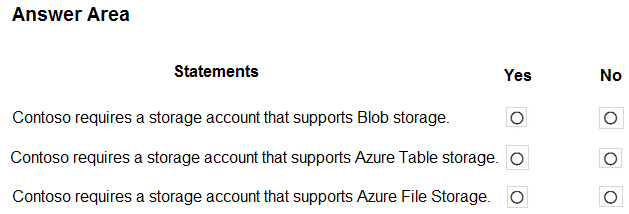 Answer Area
Statements Yes No
Contoso requires a storage account that supports Blob storage.
Contoso requires a storage account that supports Azure Table storage.
Contoso requires a storage account that supports Azure File Storage.